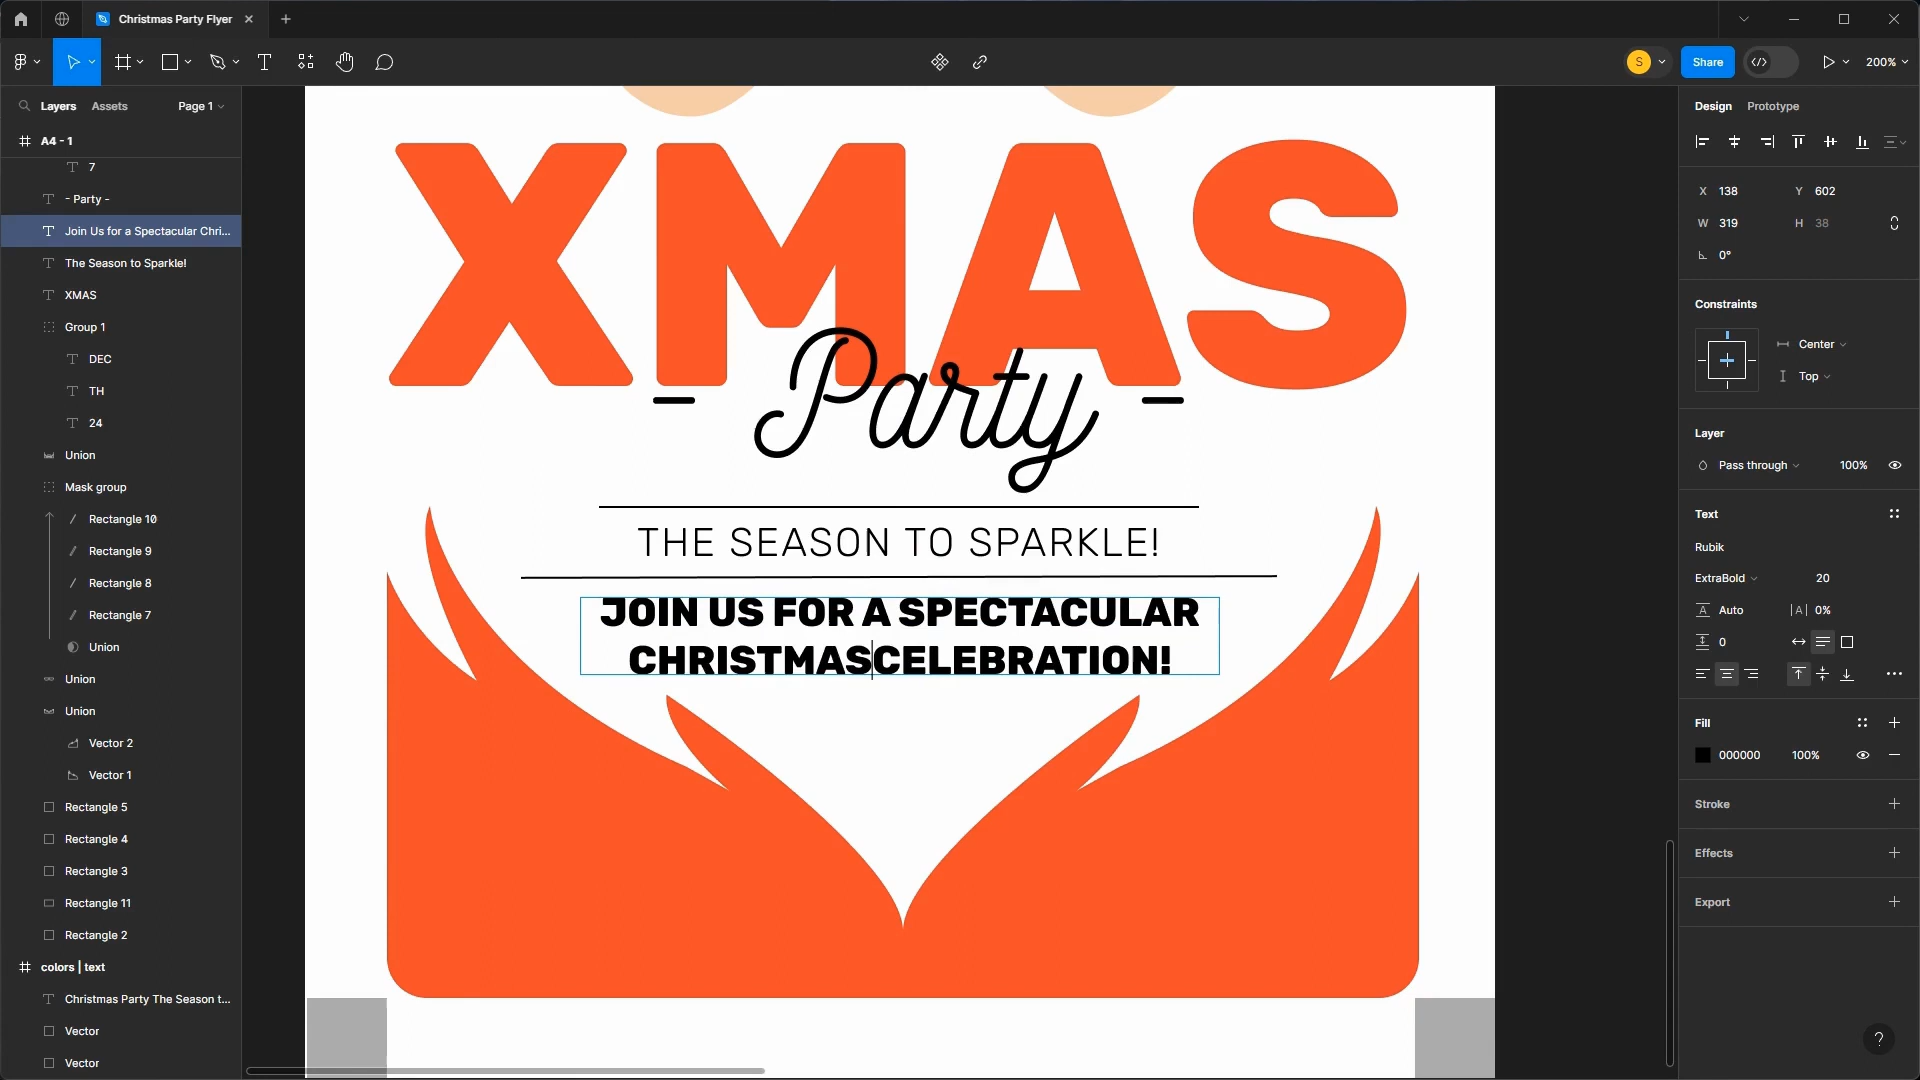 Christmas Party Flyer
S
Share
200%
Layers
Assets
Page 1
A4 - 1
7
- Party -
Join Us for a Spectacular Chri...
The Season to Sparkle!
XMAS
Group 1
DEC
TH
24
Union
Mask group
Rectangle 10
Rectangle 9
Rectangle 8
Rectangle 7
Union
Union
Union
Vector 2
Vector 1
Rectangle 5
Rectangle 4
Rectangle 3
Rectangle 11
Rectangle 2
colors | text
Christmas Party The Season t...
Vector
Vector
XMAS
- Party -
THE SEASON TO SPARKLE!
JOIN US FOR A SPECTACULAR
CHRISTMASCELEBRATION!
Design
Prototype
X 138 Y 602
W 319 H 38
0°
Constraints
Center
Top
Layer
Pass through 100%
Text
Rubik
ExtraBold 20
A Auto |A| 0%
0
Fill
000000 100%
Stroke
Effects
Export
?